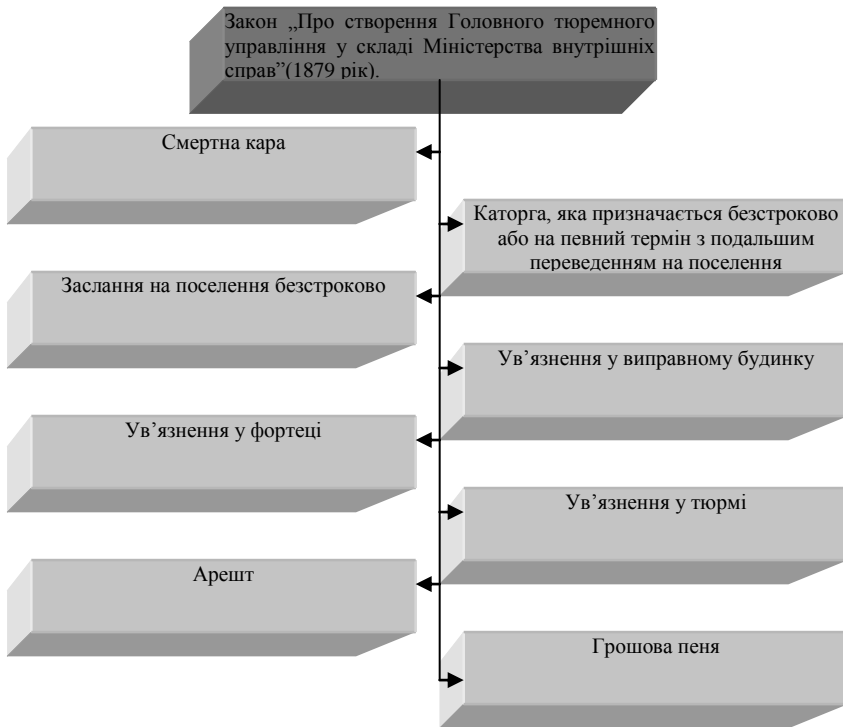 Закон „Про створення Головного тюремного
управління у складі Міністерства внутрішніх
справ”(1879 рік).
Смертна кара
Каторга, яка призначається безстроково
або на певний термін з подальшим
переведенням на поселення
Заслання на поселення безстроково
Ув’язнення у виправному будинку
Ув’язнення у фортеці
Ув’язнення у тюрмі
Арешт
Грошова пеня